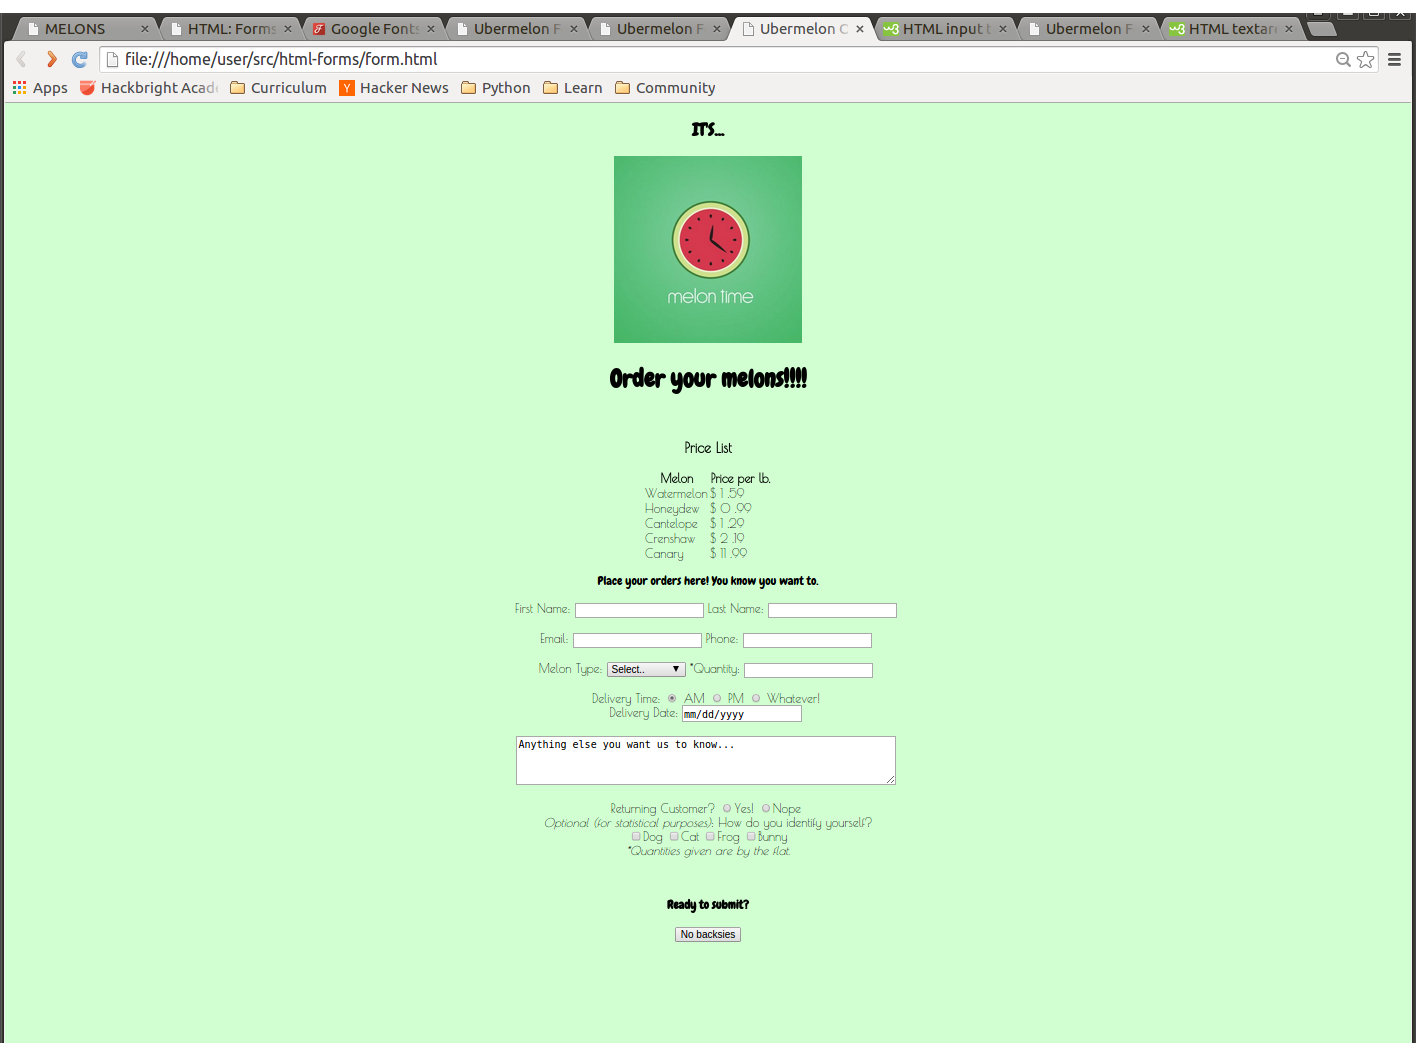 MELONS
HTML: Forms
Google Fonts
Ubermelon F
Ubermelon F
Ubermelon C
HTML input t
Ubermelon F
HTML textar
file:///home/user/src/html-forms/form.html
Apps Hackbright Acad Curriculum Hacker News Python Learn Community
IT'S...
melon time
Order your melons!!!!
Price List
Melon Price per lb.
Watermelon $ 1 .59
Honeydew $ 0 .99
Cantelope $ 1 .29
Crenshaw $ 2 .19
Canary $ 11 .99
Place your orders here! You know you want to.
First Name: Last Name:
Email: Phone:
Melon Type: Select.. *Quantity:
Delivery Time: AM PM Whatever!
Delivery Date: mm/dd/yyyy
Anything else you want us to know...
Returning Customer? Yes! Nope
Optional (for statistical purposes): How do you identify yourself?
Dog Cat Frog Bunny
*Quantities given are by the flat.
Ready to submit?
No backsies